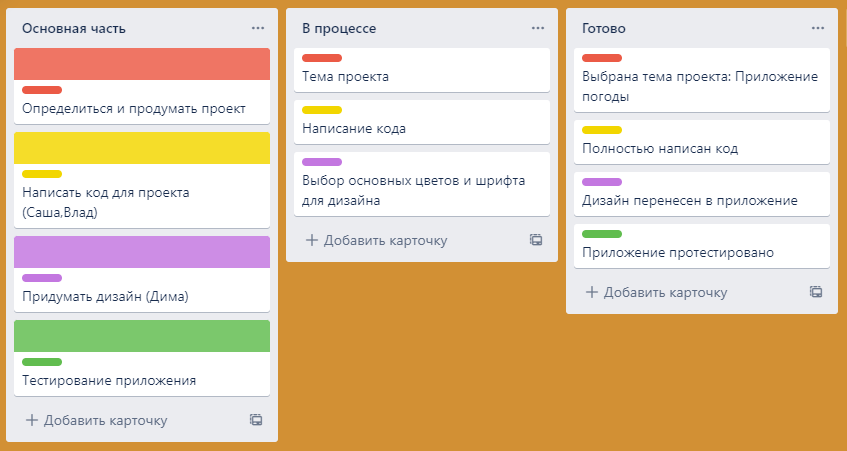 Основная часть
Определиться и продумать проект
Написать код для проекта
(Саша,Влад)
Придумать дизайн (Дима)
Тестирование приложения
Добавить карточку
В процессе
Тема проекта
Написание кода
Выбор основных цветов и шрифта
для дизайна
Добавить карточку
Готово
Выбрана тема проекта: Приложение
погоды
Полностью написан код
Дизайн перенесен в приложение
Приложение протестировано
Добавить карточку